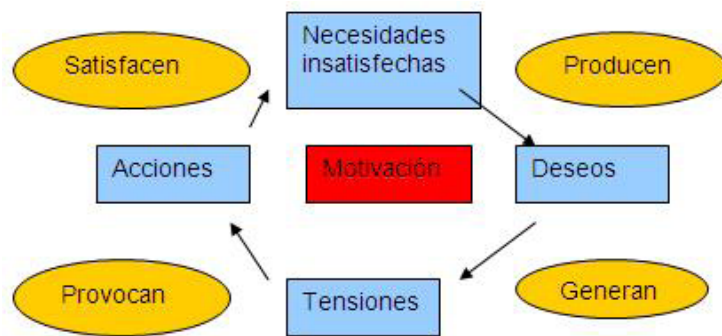 Necesidades
insatisfechas
Satisfacen
Producen
Acciones
Motivación
Deseos
Provocan
Tensiones
Generan